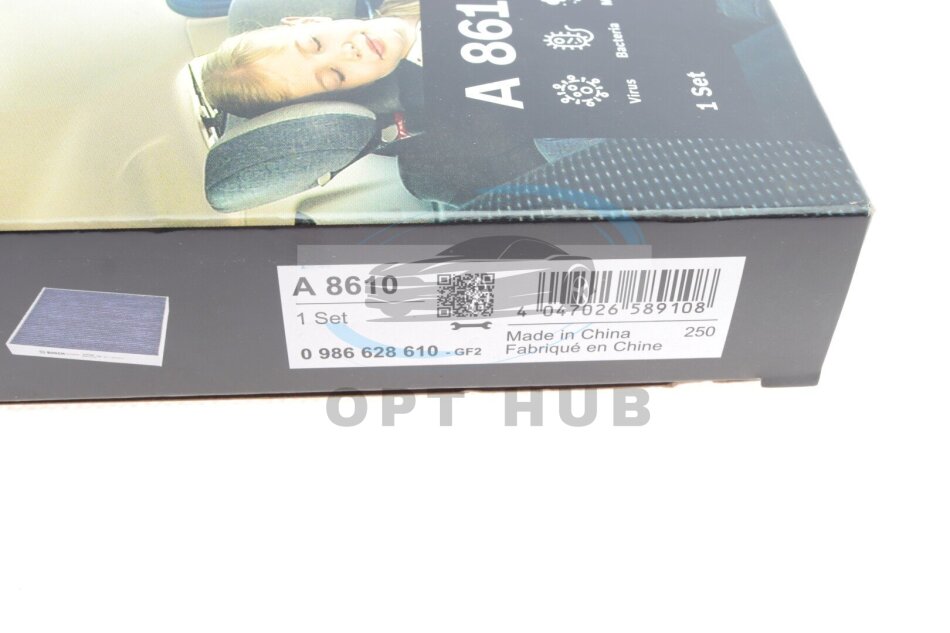 A 861
Virus
Bacteria
1 Set
A 8610
1 Set
0 986 628 610 - GF2
4 047026 589108
Made in China
250
Fabriqué en Chine
BOSCH
OPT HUB